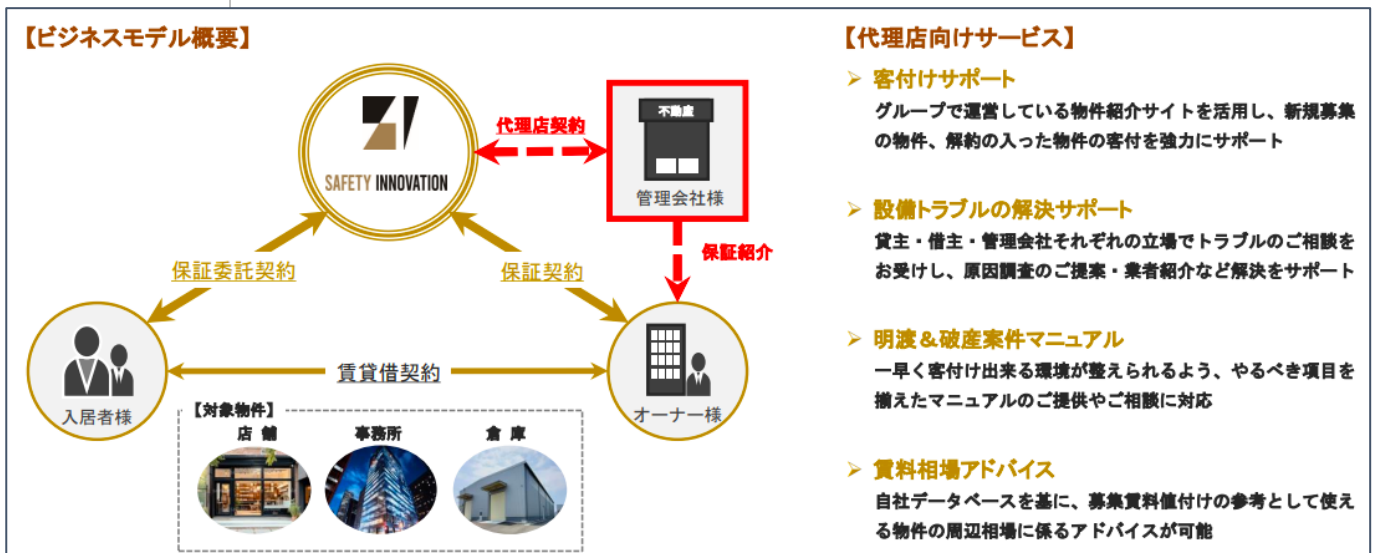 【ビジネスモデル概要】
SAFETY INNOVATION
代理店契約
不動産
管理会社様
保証紹介
保証委託契約
保証契約
入居者様
賃貸借契約
オーナー様
【対象物件】
店 舗
事務所
倉 庫
【代理店向けサービス】
➢ 客付けサポート
グループで運営している物件紹介サイトを活用し、新規募集
の物件、解約の入った物件の客付を強力にサポート
➢ 設備トラブルの解決サポート
貸主・借主・管理会社それぞれの立場でトラブルのご相談を
お受けし、原因調査のご提案・業者紹介など解決をサポート
➢ 明渡＆破産案件マニュアル
一早く客付け出来る環境が整えられるよう、やるべき項目を
揃えたマニュアルのご提供やご相談に対応
➢ 賃料相場アドバイス
自社データベースを基に、募集賃料値付けの参考として使え
る物件の周辺相場に係るアドバイスが可能